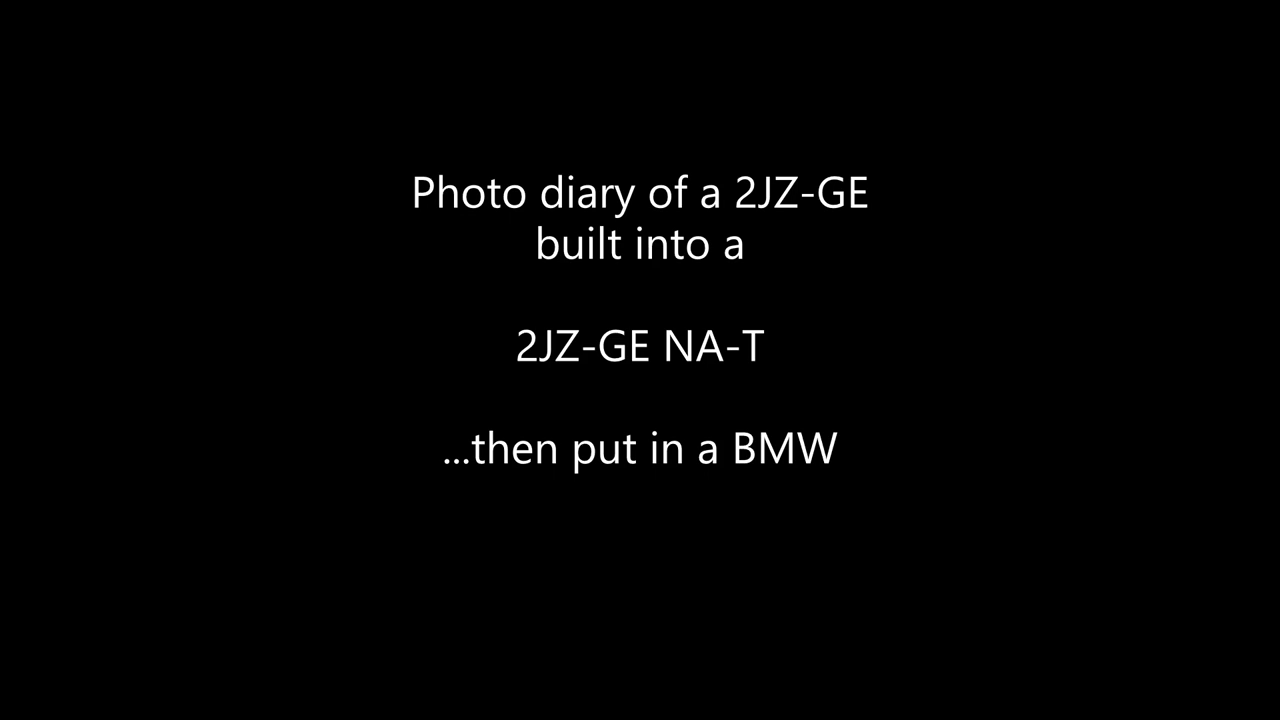 Photo diary of a 2JZ-GE
built into a
2JZ-GE NA-T
...then put in a BMW